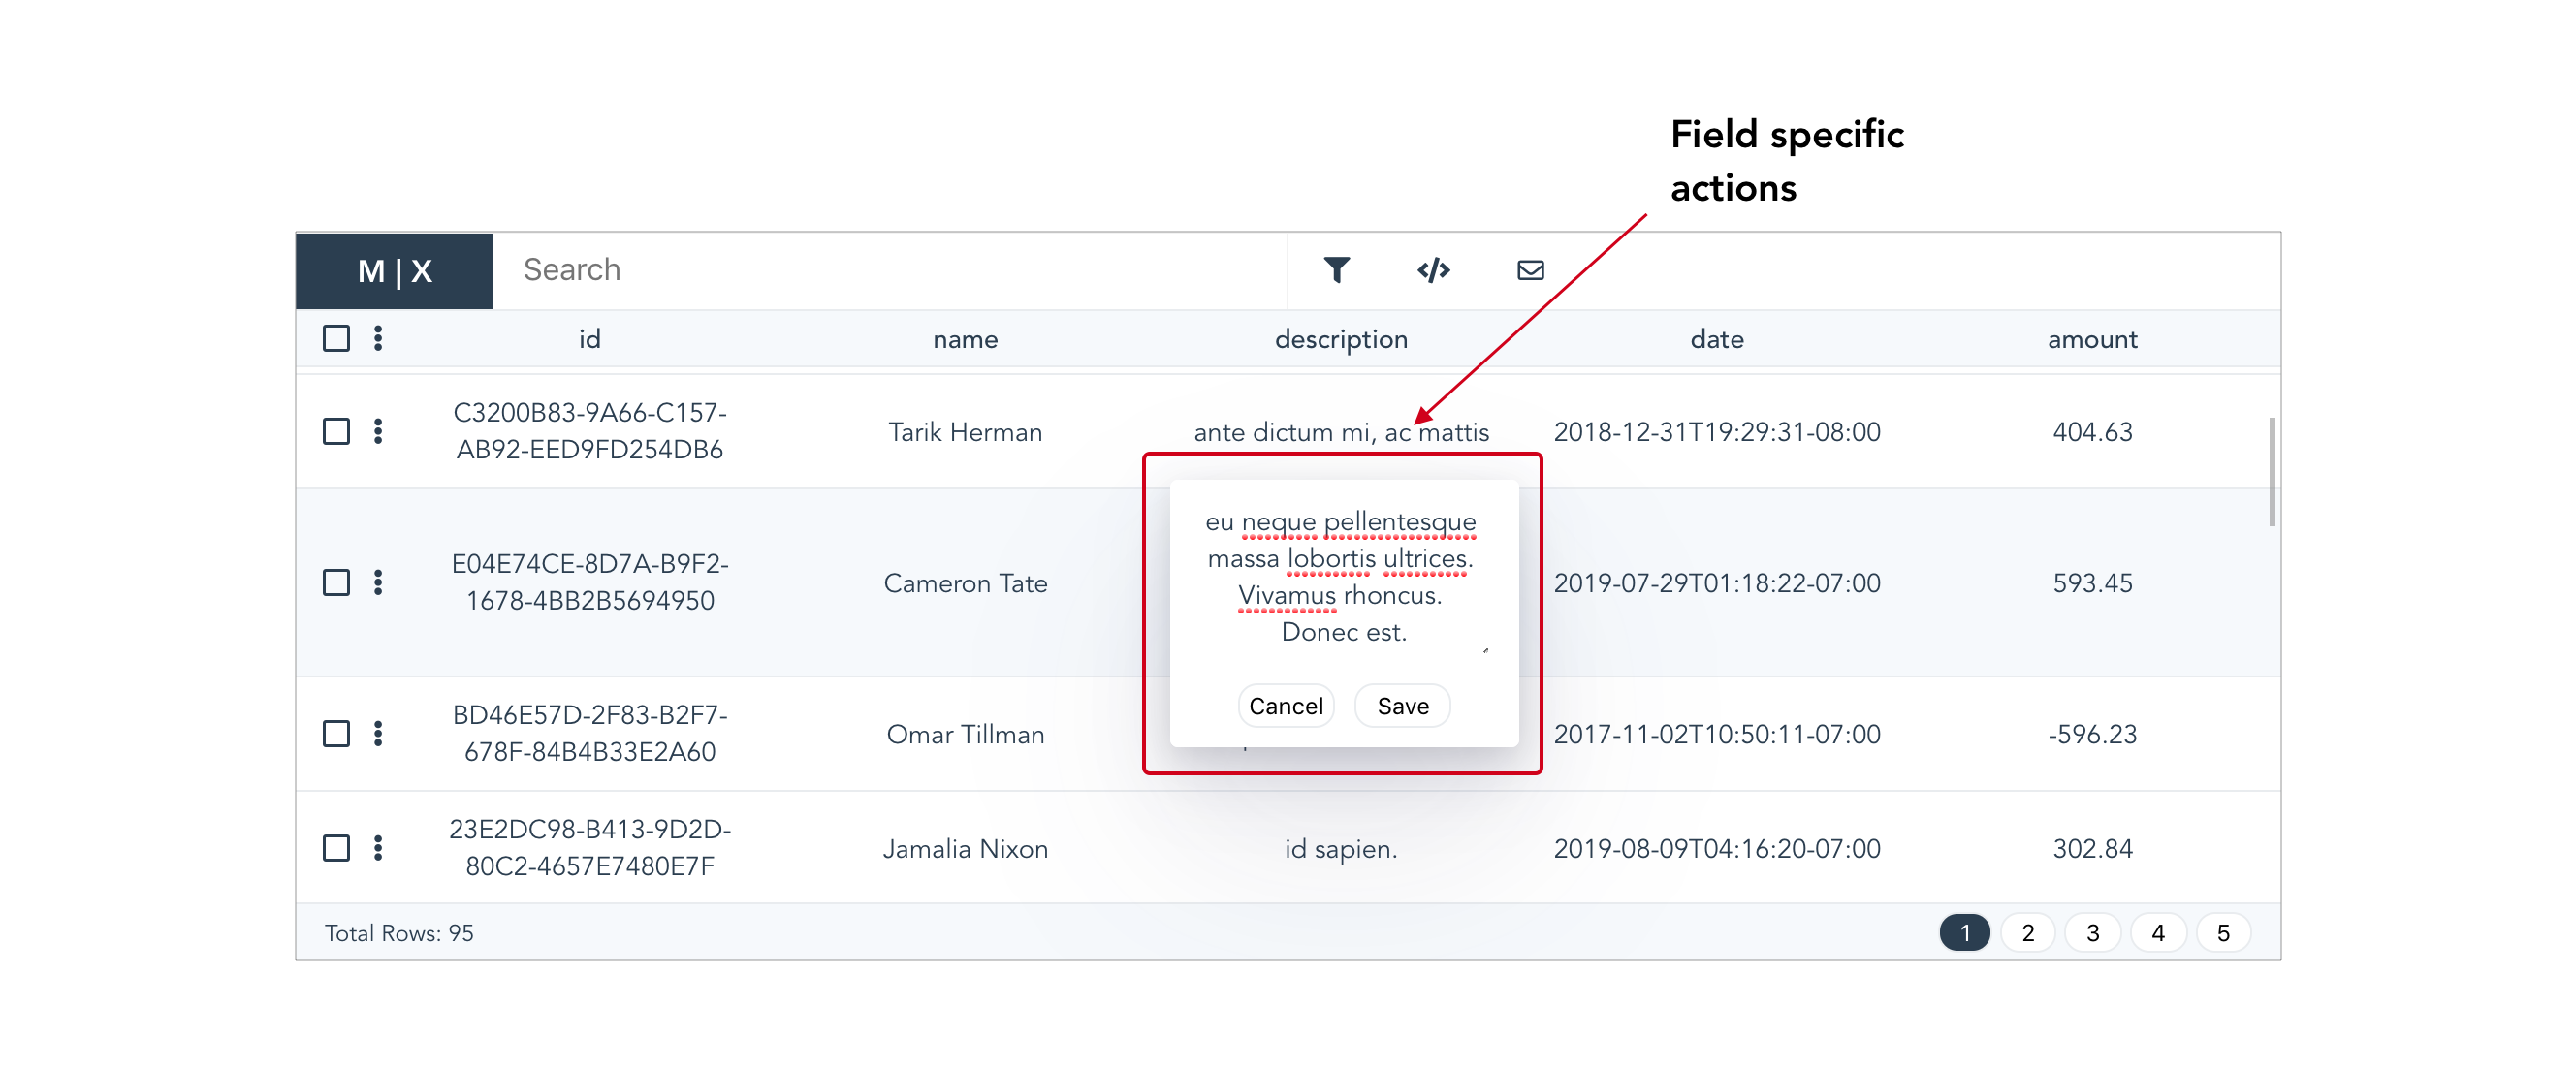 Field specific
actions
M | X
Search
</>
id name description date amount
C3200B83-9A66-C157-
AB92-EED9FD254DB6
Tarik Herman
ante dictum mi, ac mattis
2018-12-31T19:29:31-08:00
404.63
E04E74CE-8D7A-B9F2-
1678-4BB2B5694950
Cameron Tate
eu neque pellentesque
massa lobortis ultrices.
Vivamus rhoncus.
Donec est.
Cancel Save
2019-07-29T01:18:22-07:00
593.45
BD46E57D-2F83-B2F7-
678F-84B4B33E2A60
Omar Tillman
2017-11-02T10:50:11-07:00
-596.23
23E2DC98-B413-9D2D-
80C2-4657E7480E7F
Jamalia Nixon
id sapien.
2019-08-09T04:16:20-07:00
302.84
Total Rows: 95
1 2 3 4 5